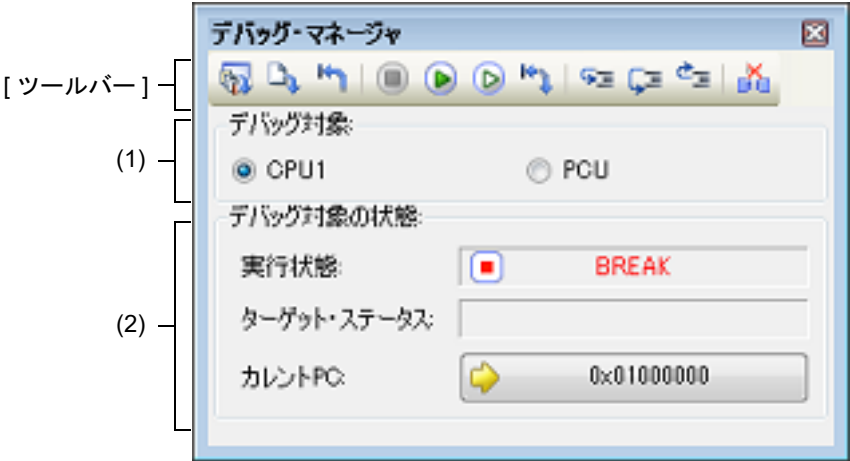 デバッグ・マネージャ
[ ツールバー ]
デバッグ対象:
(1)
CPU1 PCU
デバッグ対象の状態:
実行状態: BREAK
(2)
ターゲット・ステータス:
カレントPC: 0x01000000